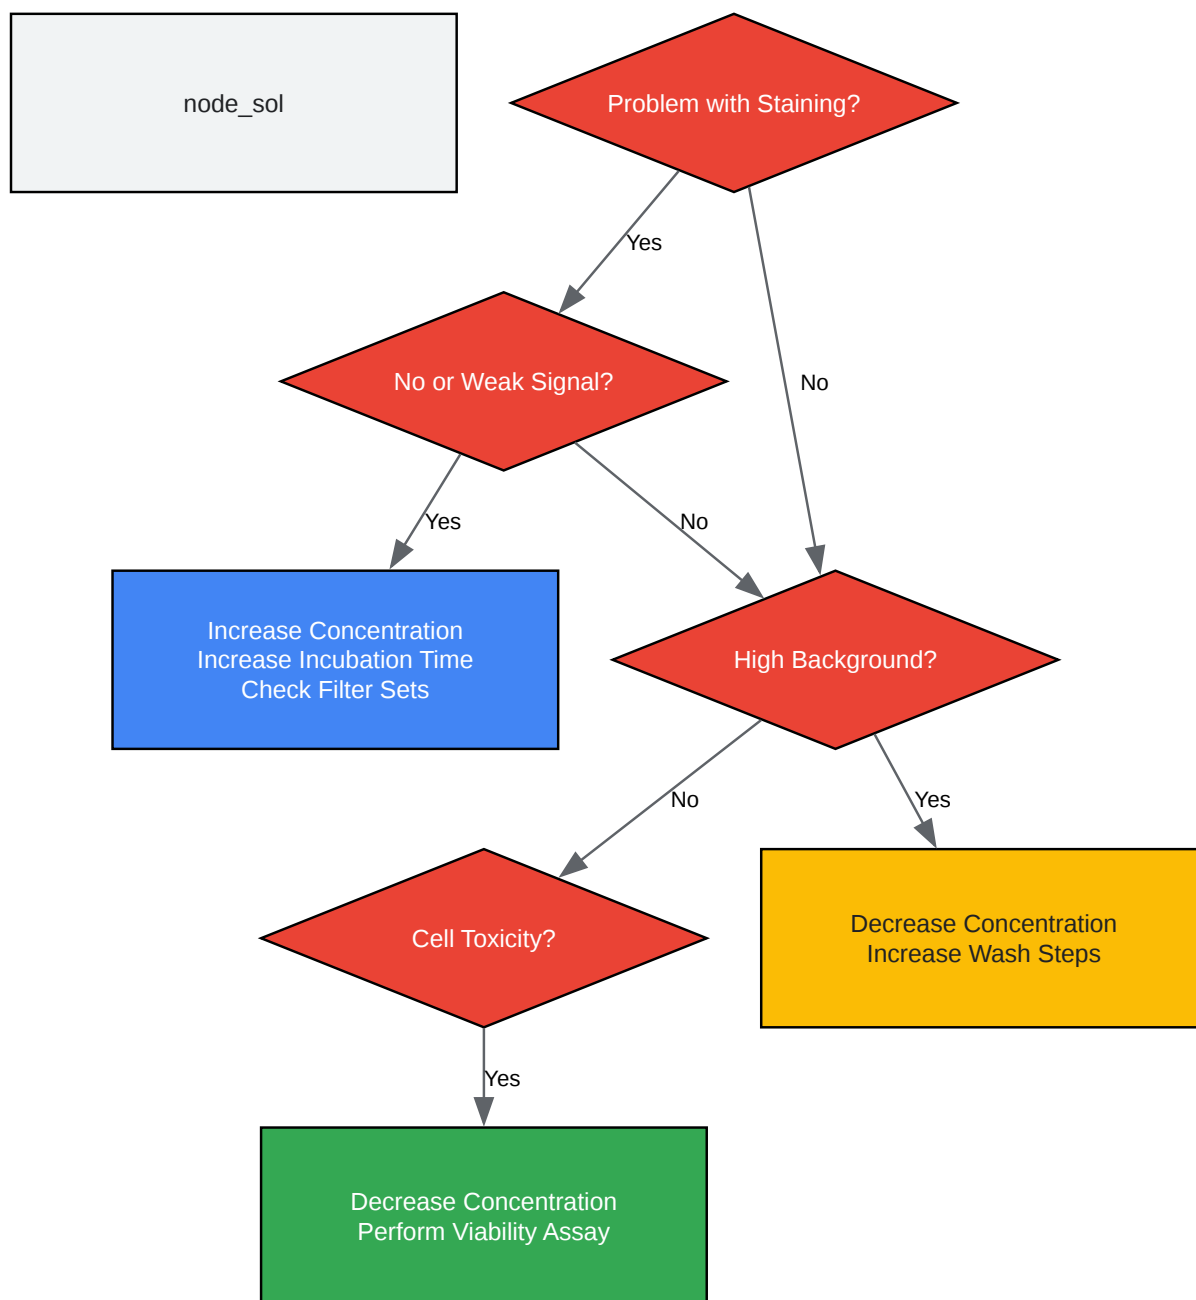 node_sol
Problem with Staining?
Yes
No or Weak Signal?
No
Yes
No
Increase Concentration
Increase Incubation Time
Check Filter Sets
High Background?
No
Yes
Cell Toxicity?
Decrease Concentration
Increase Wash Steps
Yes
Decrease Concentration
Perform Viability Assay